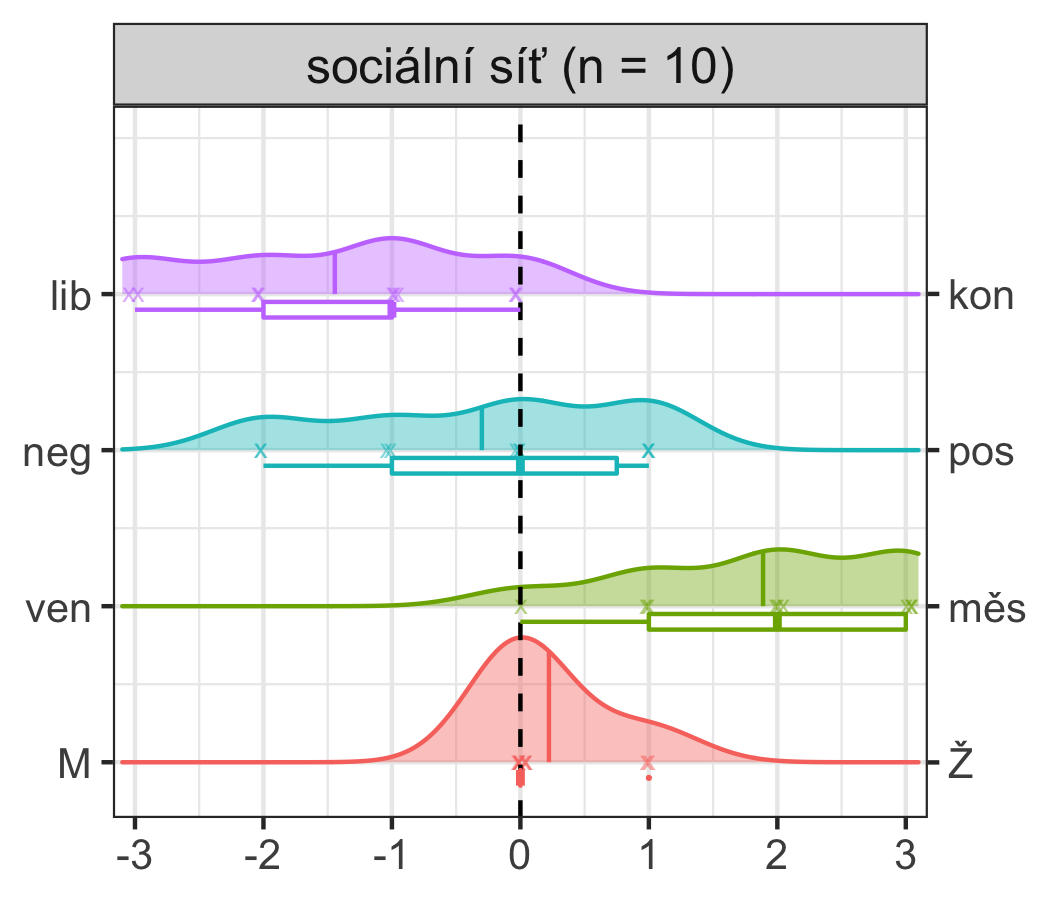 sociální síť (n = 10)
lib kon
neg pos
ven měs
M Ž
-3 -2 -1 0 1 2 3